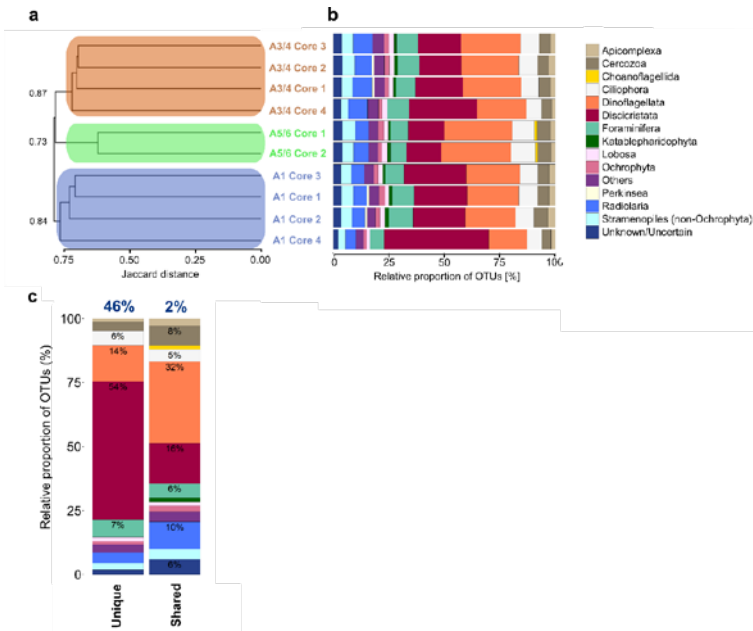 a
b
A3/4 Core 3
A3/4 Core 2
A3/4 Core 1
A3/4 Core 4
A5/6 Core 1
A5/6 Core 2
A1 Core 3
A1 Core 1
A1 Core 2
A1 Core 4
0.87
0.73
0.84
0.75 0.50 0.25 0.00
Jaccard distance
0 25 50 75 100
Relative proportion of OTUs [%]
Apicomplexa
Cercozoa
Choanoflagellida
Ciliophora
Dinoflagellata
Discicristata
Foraminifera
Katablepharidophyta
Lobosa
Ochrophyta
Others
Perkinsea
Radiolaria
Stramenopiles (non-Ochrophyta)
Unknown/Uncertain
c
46% 2%
Relative proportion of OTUs (%)
100
75
50
25
0
6%
14%
54%
7%
8%
5%
32%
16%
6%
10%
6%
Unique
Shared